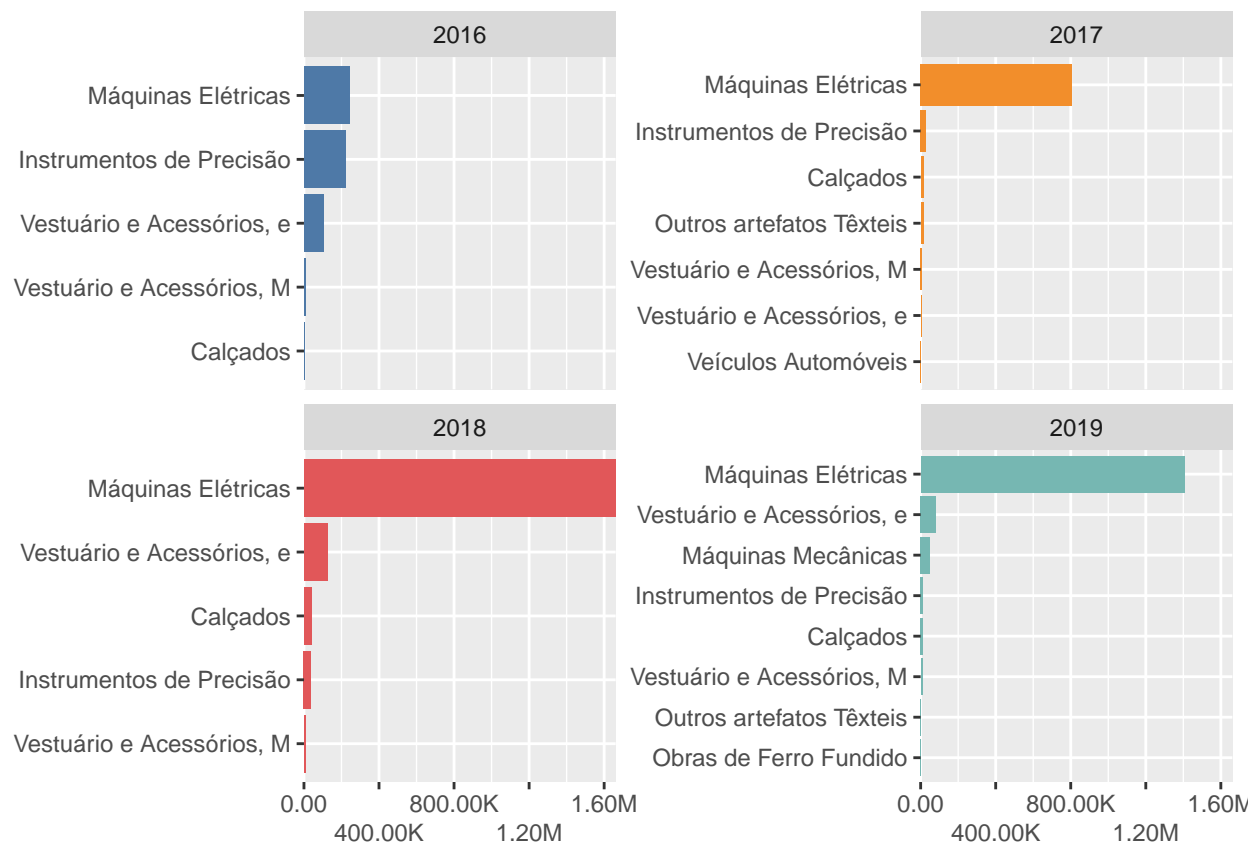 2016
Máquinas Elétricas
Instrumentos de Precisão
Vestuário e Acessórios, e
Vestuário e Acessórios, M
Calçados
2017
Máquinas Elétricas
Instrumentos de Precisão
Calçados
Outros artefatos Têxteis
Vestuário e Acessórios, M
Vestuário e Acessórios, e
Veículos Automóveis
2018
Máquinas Elétricas
Vestuário e Acessórios, e
Calçados
Instrumentos de Precisão
Vestuário e Acessórios, M
0.00 800.00K 1.60M
400.00K 1.20M
2019
Máquinas Elétricas
Vestuário e Acessórios, e
Máquinas Mecânicas
Instrumentos de Precisão
Calçados
Vestuário e Acessórios, M
Outros artefatos Têxteis
Obras de Ferro Fundido
0.00 800.00K 1.60M
400.00K 1.20M